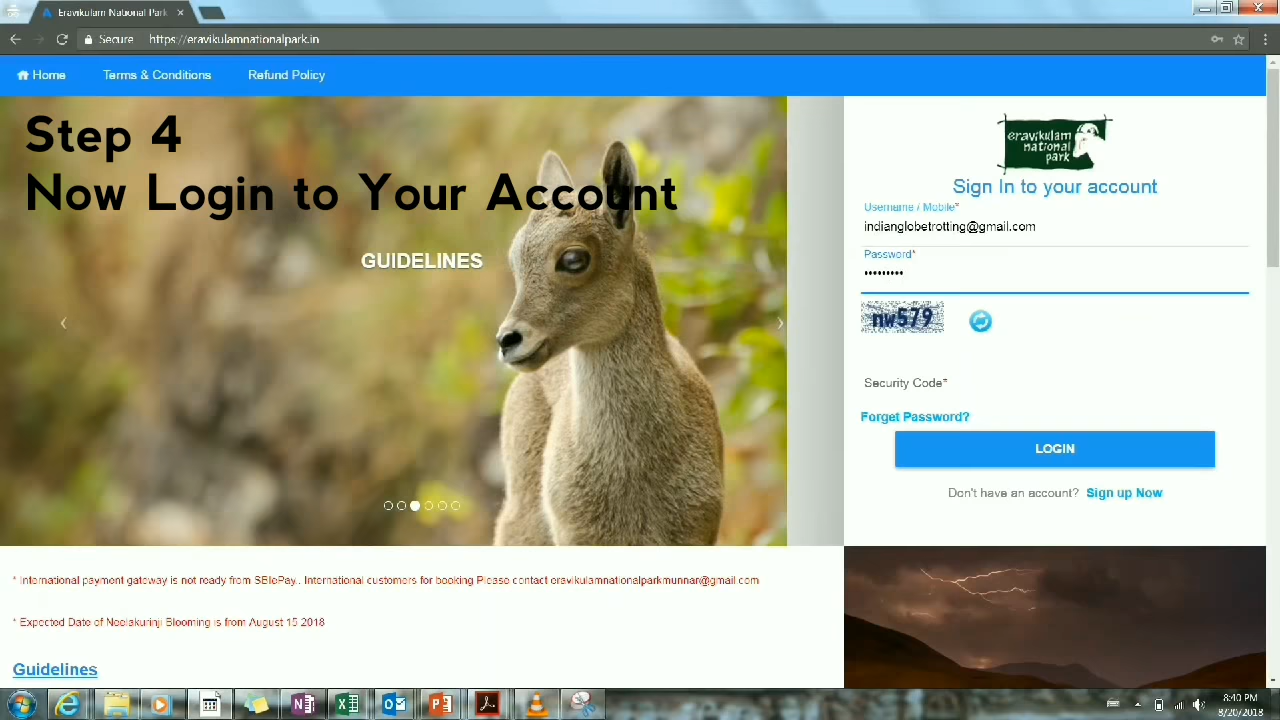 Eravikulam National Park
Secure
https://eravikulamnationalpark.in
Home
Terms & Conditions
Refund Policy
Step 4
Now Login to Your Account
GUIDELINES
eravikulam
national
park
Sign In to your account
Username / Mobile*
indianglobetrotting@gmail.com
Password*
•••••••••
nw579
Security Code*
Forget Password?
LOGIN
Don't have an account? Sign up Now
* International payment gateway is not ready from SBIePay.. International customers for booking Please contact eravikulamnationalparkmunnar@gmail.com
* Expected Date of Neelakurinji Blooming is from August 15 2018
Guidelines
8:40 PM
8/20/2018